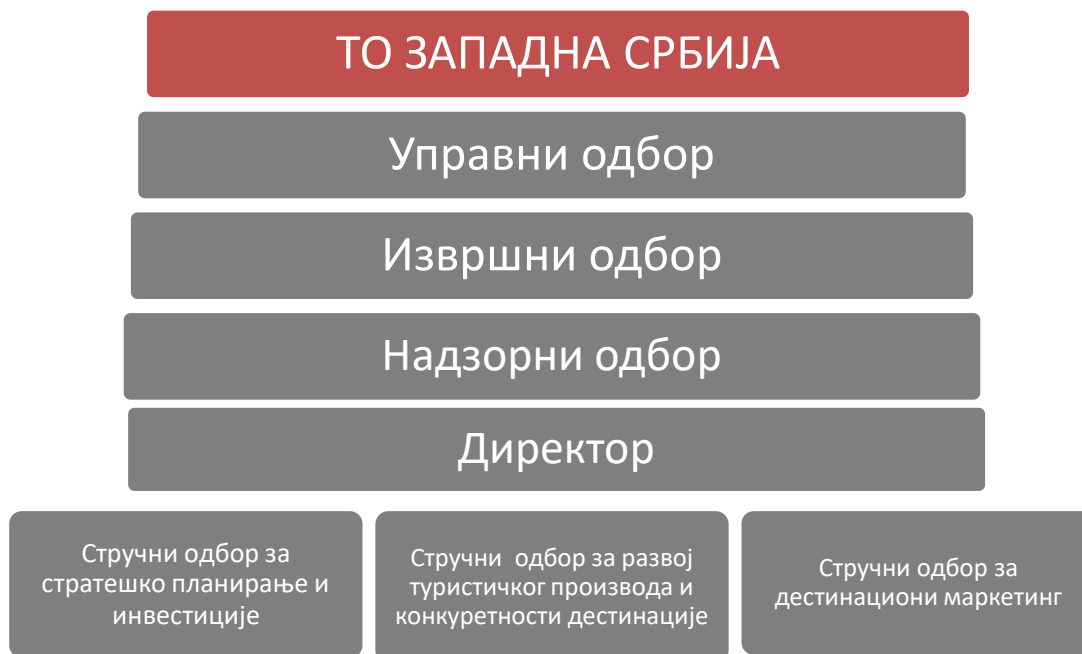 ТО ЗАПАДНА СРБИЈА
Управни одбор
Извршни одбор
Надзорни одбор
Директор
Стручни одбор за
стратешко планирање и
инвестиције
Стручни одбор за развој
туристичког производа и
конкуретности дестинације
Стручни одбор за
дестинациони маркетинг